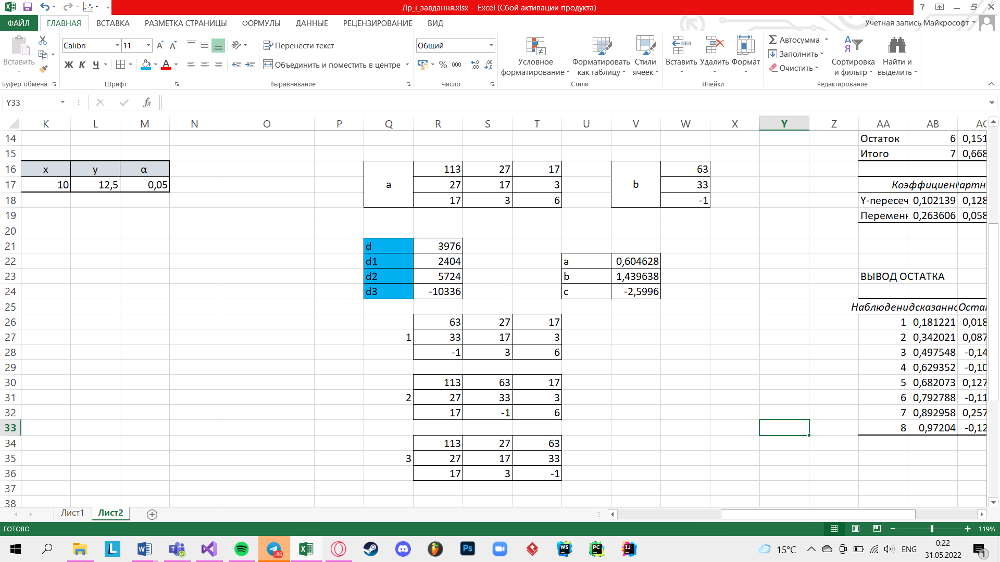 Лр_і_завдання.xlsx - Excel (Сбой активации продукта)
ФАЙЛ ГЛАВНАЯ ВСТАВКА РАЗМЕТКА СТРАНИЦЫ ФОРМУЛЫ ДАННЫЕ РЕЦЕНЗИРОВАНИЕ ВИД Учетная запись Майкрософт
Вставить
Calibri 11
Ж К Ч
Перенести текст
Объединить и поместить в центре
Общий
% 000
Условное форматирование
Форматировать как таблицу
Стили ячеек
Вставить Удалить Формат
Автосумма
Заполнить
Очистить
Сортировка и фильтр
Найти и выделить
Буфер обмена Шрифт Выравнивание Число Стили Ячейки Редактирование
Y33
K L M N O P Q R S T U V W X Y Z AA AB
14 Остаток 6 0,151
15 Итого 7 0,668
16 x y α 113 27 17 63
17 10 12,5 0,05 a 27 17 3 b 33 Коэффициен дартн
18 17 3 6 -1 Y-пересеч 0,102139 0,128
19 Перемен 0,263606 0,058
20
21 d 3976
22 d1 2404 a 0,604628
23 d2 5724 b 1,439638 ВЫВОД ОСТАТКА
24 d3 -10336 c -2,5996
25 Наблюдени дсказанно Оста
26 63 27 17 1 0,181221 0,018
27 1 33 17 3 2 0,342021 0,087
28 -1 3 6 3 0,497548 -0,14
29 4 0,629352 -0,10
30 113 63 17 5 0,682073 0,127
31 2 27 33 3 6 0,792788 -0,11
32 17 -1 6 7 0,892958 0,257
33 8 0,97204 -0,12
34 113 27 63
35 3 27 17 33
36 17 3 -1
37
38
Лист1 Лист2
ГОТОВО 119%
15°C ENG 0:22
31.05.2022